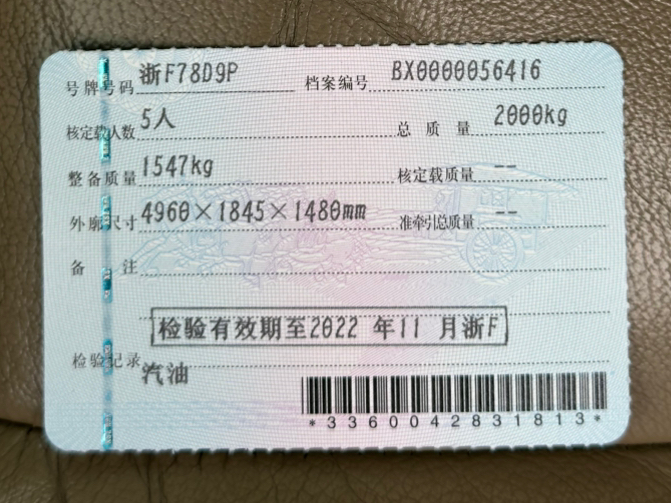 号牌号码 浙F78D9P 档案编号 BX0000056416
核定载人数 5人 总质量 2000kg
整备质量 1547kg 核定载质量 --
外廓尺寸 4960×1845×1480mm 准牵引总质量 --
备注
检验有效期至2022 年11 月浙F
检验记录 汽油
*3360042831813*